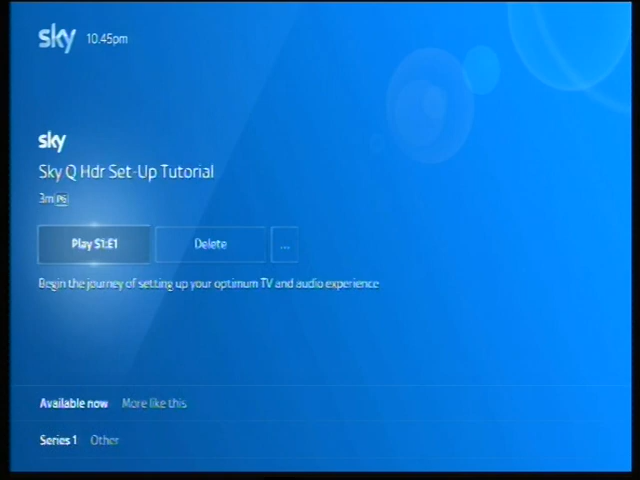 sky 10.45pm
sky
Sky Q Hdr Set-Up Tutorial
3m PG
Play S1:E1 Delete ...
Begin the journey of setting up your optimum TV and audio experience
Available now More like this
Series 1 Other